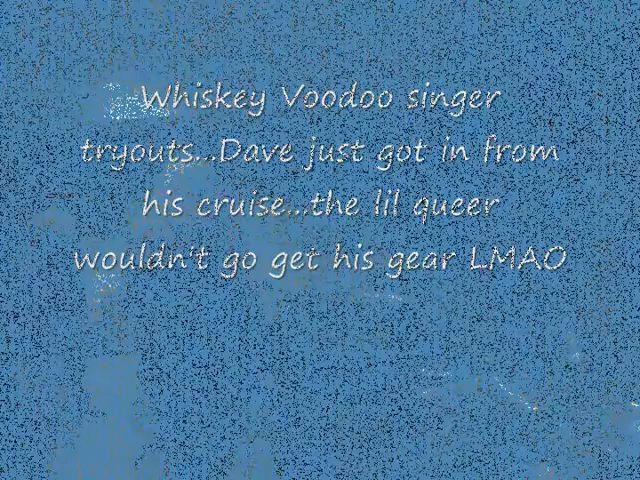 Whiskey Voodoo singer
tryouts...Dave just got in from
his cruise...the lil queer
wouldn't go get his gear LMAO